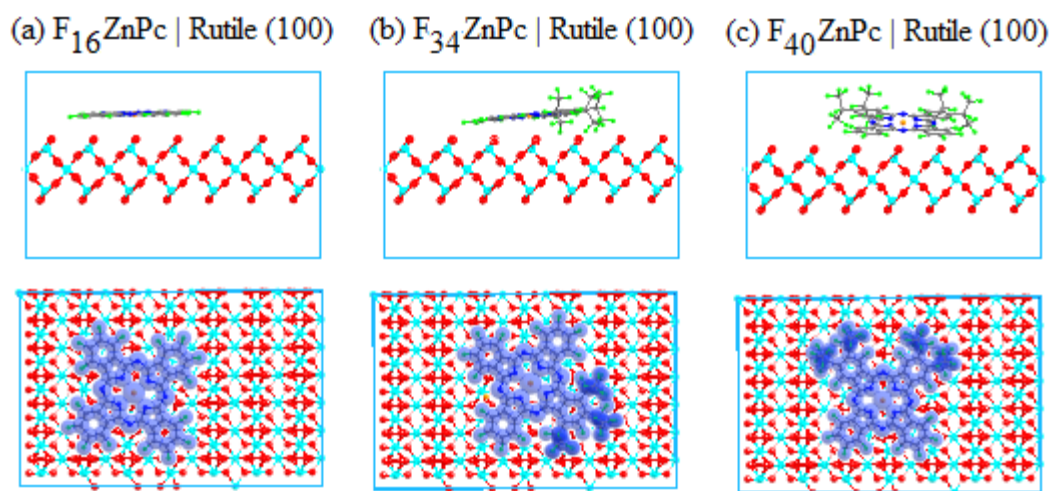 (a) F16ZnPc | Rutile (100)
(b) F34ZnPc | Rutile (100)
(c) F40ZnPc | Rutile (100)